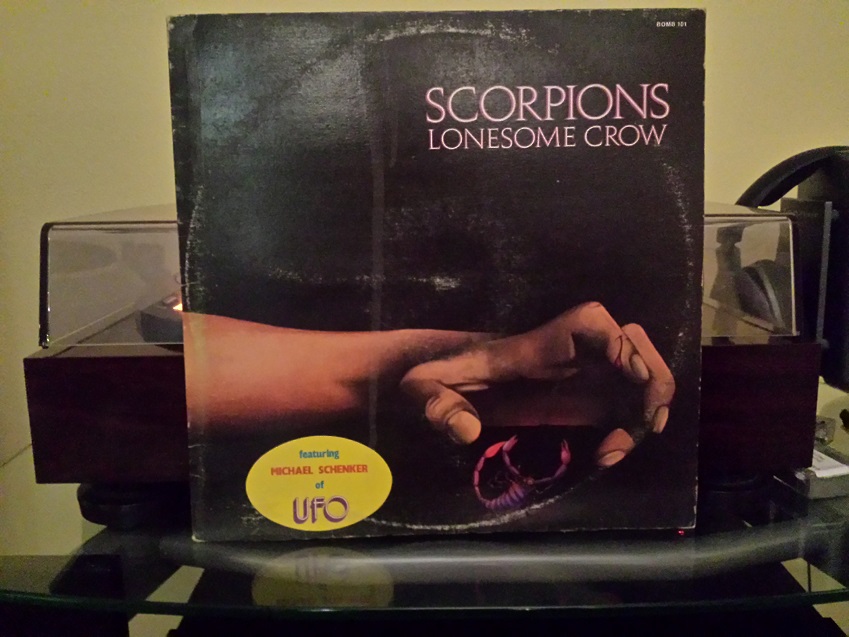 BOMB 101
SCORPIONS
LONESOME CROW
featuring
MICHAEL SCHENKER
of
UFO